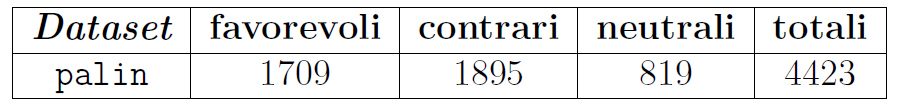 Dataset favorevoli contrari neutrali totali
palin 1709 1895 819 4423